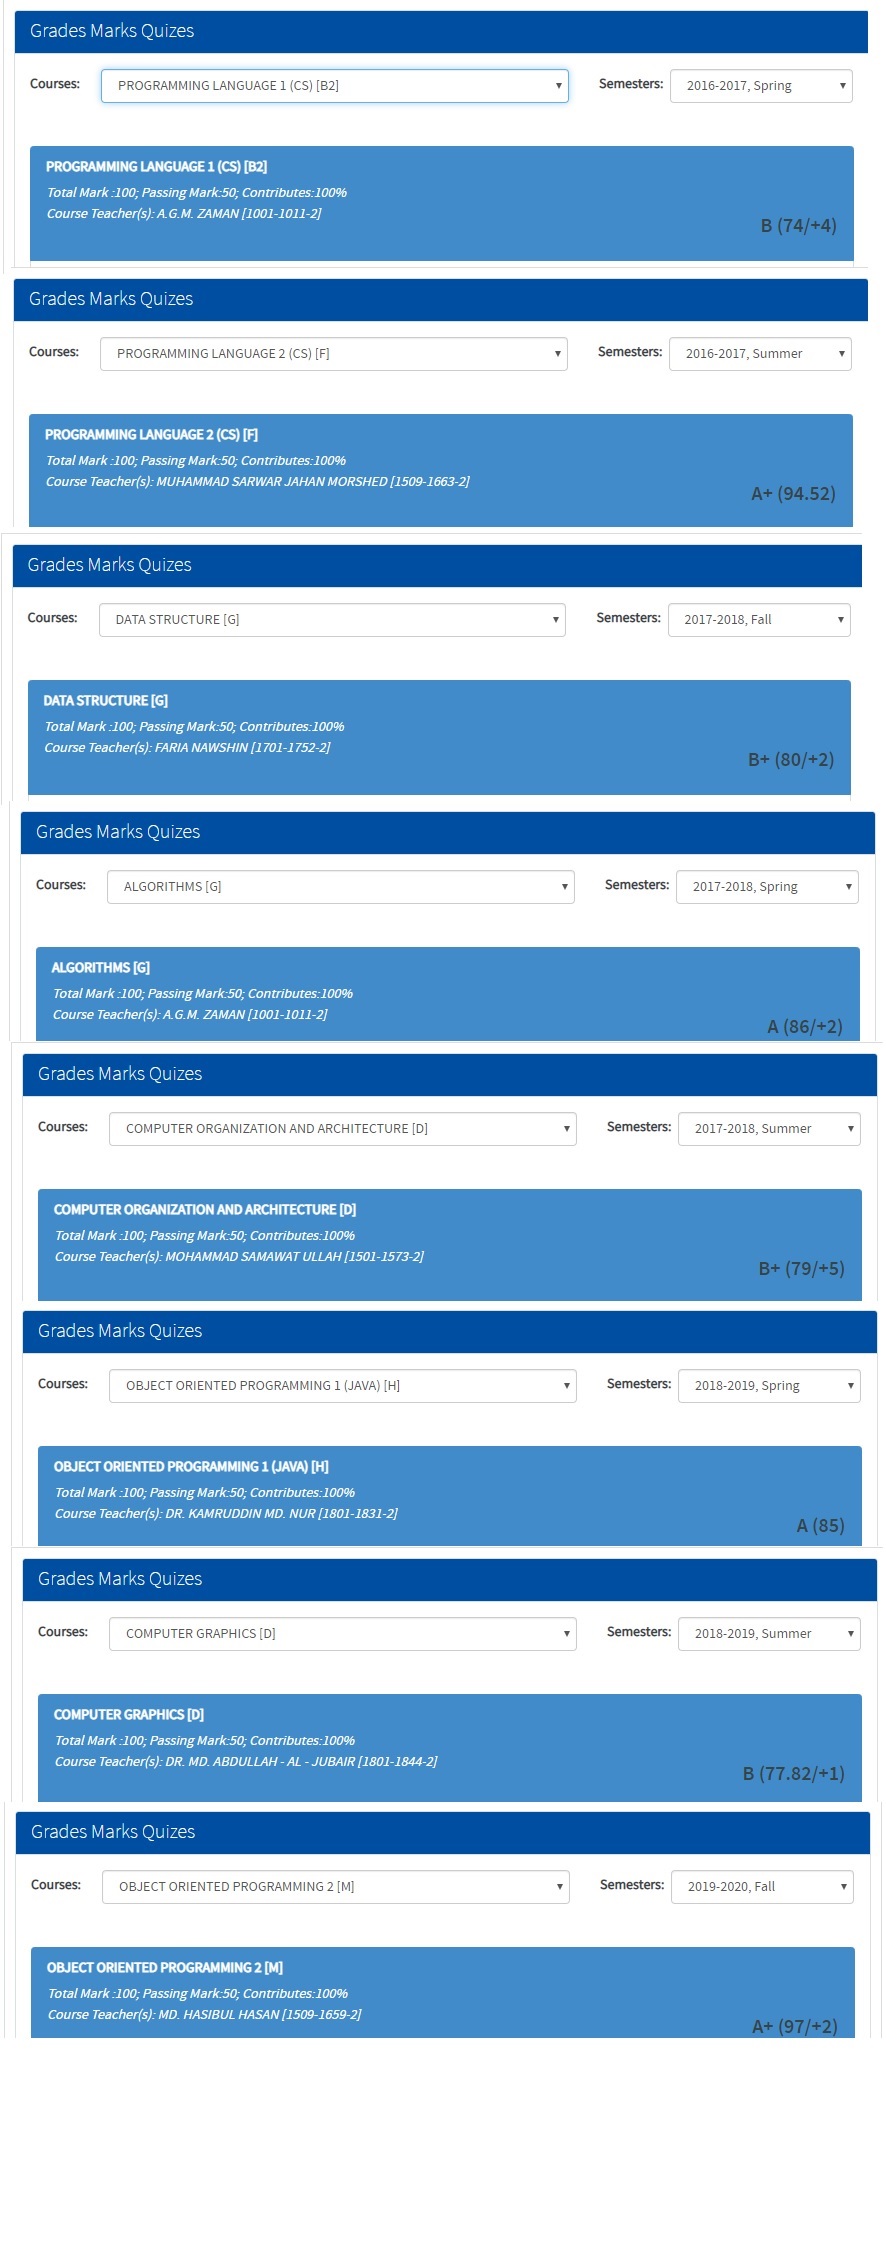 Grades Marks Quizes
Courses: PROGRAMMING LANGUAGE 1 (CS) [B2] Semesters: 2016-2017, Spring
PROGRAMMING LANGUAGE 1 (CS) [B2]
Total Mark :100; Passing Mark:50; Contributes:100%
Course Teacher(s): A.G.M. ZAMAN [1001-1011-2]
B (74/+4)
Grades Marks Quizes
Courses: PROGRAMMING LANGUAGE 2 (CS) [F] Semesters: 2016-2017, Summer
PROGRAMMING LANGUAGE 2 (CS) [F]
Total Mark :100; Passing Mark:50; Contributes:100%
Course Teacher(s): MUHAMMAD SARWAR JAHAN MORSHED [1509-1663-2]
A+ (94.52)
Grades Marks Quizes
Courses: DATA STRUCTURE [G] Semesters: 2017-2018, Fall
DATA STRUCTURE [G]
Total Mark :100; Passing Mark:50; Contributes:100%
Course Teacher(s): FARIA NAWSHIN [1701-1752-2]
B+ (80/+2)
Grades Marks Quizes
Courses: ALGORITHMS [G] Semesters: 2017-2018, Spring
ALGORITHMS [G]
Total Mark :100; Passing Mark:50; Contributes:100%
Course Teacher(s): A.G.M. ZAMAN [1001-1011-2]
A (86/+2)
Grades Marks Quizes
Courses: COMPUTER ORGANIZATION AND ARCHITECTURE [D] Semesters: 2017-2018, Summer
COMPUTER ORGANIZATION AND ARCHITECTURE [D]
Total Mark :100; Passing Mark:50; Contributes:100%
Course Teacher(s): MOHAMMAD SAMAWAT ULLAH [1501-1573-2]
B+ (79/+5)
Grades Marks Quizes
Courses: OBJECT ORIENTED PROGRAMMING 1 (JAVA) [H] Semesters: 2018-2019, Spring
OBJECT ORIENTED PROGRAMMING 1 (JAVA) [H]
Total Mark :100; Passing Mark:50; Contributes:100%
Course Teacher(s): DR. KAMRUDDIN MD. NUR [1801-1831-2]
A (85)
Grades Marks Quizes
Courses: COMPUTER GRAPHICS [D] Semesters: 2018-2019, Summer
COMPUTER GRAPHICS [D]
Total Mark :100; Passing Mark:50; Contributes:100%
Course Teacher(s): DR. MD. ABDULLAH - AL - JUBAIR [1801-1844-2]
B (77.82/+1)
Grades Marks Quizes
Courses: OBJECT ORIENTED PROGRAMMING 2 [M] Semesters: 2019-2020, Fall
OBJECT ORIENTED PROGRAMMING 2 [M]
Total Mark :100; Passing Mark:50; Contributes:100%
Course Teacher(s): MD. HASIBUL HASAN [1509-1659-2]
A+ (97/+2)